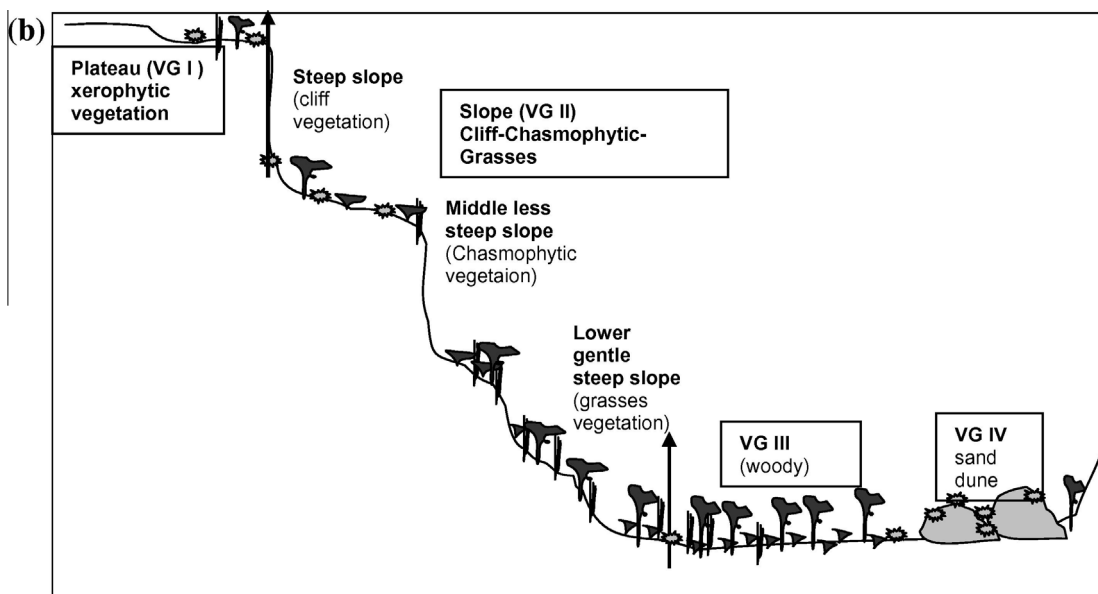 (b)
Plateau (VG I )
xerophytic
vegetation
Steep slope
(cliff
vegetation)
Slope (VG II)
Cliff-Chasmophytic-
Grasses
Middle less
steep slope
(Chasmophytic
vegetaion)
Lower
gentle
steep slope
(grasses
vegetation)
VG III
(woody)
VG IV
sand
dune